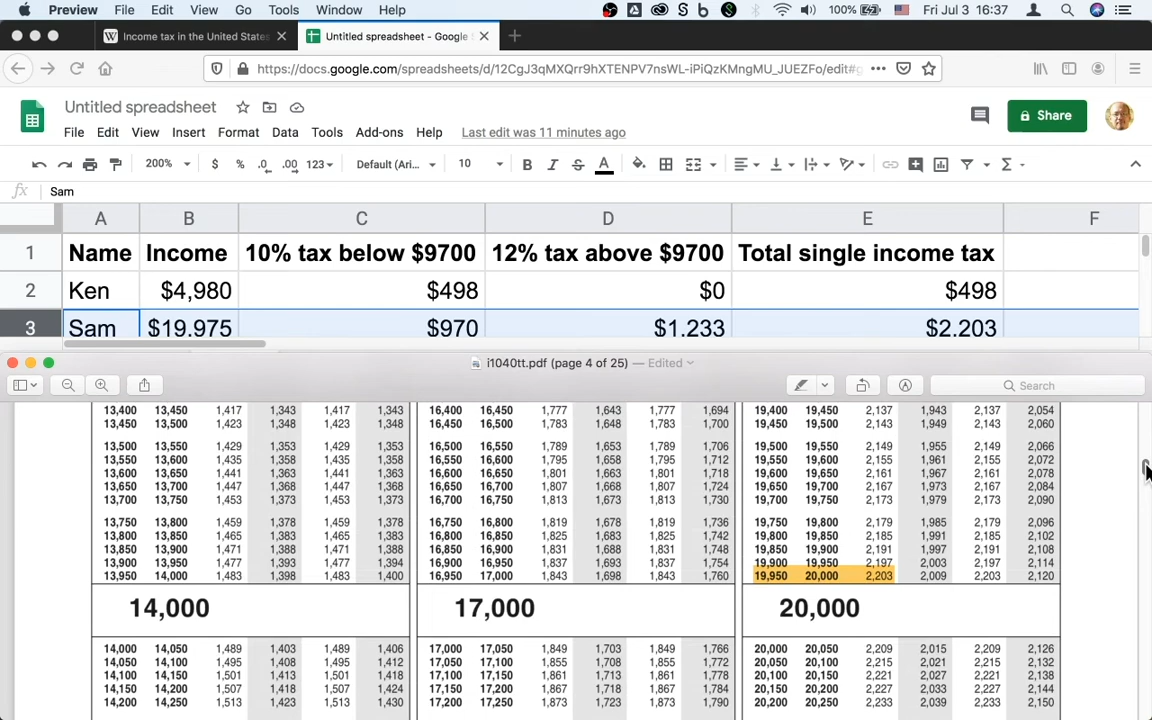 Preview File Edit View Go Tools Window Help 100% Fri Jul 3 16:37
Income tax in the United States Untitled spreadsheet - Google
https://docs.google.com/spreadsheets/d/12CgJ3qMXQrr9hXTENPV7nsWL-iPiQzKMngMU_JUEZFo/edit#g
Untitled spreadsheet
File Edit View Insert Format Data Tools Add-ons Help Last edit was 11 minutes ago
Share
200% $ % .0 .00 123 Default (Ari... 10 B I S A
fx Sam
A B C D E F
1 Name Income 10% tax below $9700 12% tax above $9700 Total single income tax
2 Ken $4,980 $498 $0 $498
3 Sam $19,975 $970 $1,233 $2,203
i1040tt.pdf (page 4 of 25) — Edited
Search
13,400 13,450 1,417 1,343 1,417 1,343 16,400 16,450 1,777 1,643 1,777 1,694 19,400 19,450 2,137 1,943 2,137 2,054
13,450 13,500 1,423 1,348 1,423 1,348 16,450 16,500 1,783 1,648 1,783 1,700 19,450 19,500 2,143 1,949 2,143 2,060
13,500 13,550 1,429 1,353 1,429 1,353 16,500 16,550 1,789 1,653 1,789 1,706 19,500 19,550 2,149 1,955 2,149 2,066
13,550 13,600 1,435 1,358 1,435 1,358 16,550 16,600 1,795 1,658 1,795 1,712 19,550 19,600 2,155 1,961 2,155 2,072
13,600 13,650 1,441 1,363 1,441 1,363 16,600 16,650 1,801 1,663 1,801 1,718 19,600 19,650 2,161 1,967 2,161 2,078
13,650 13,700 1,447 1,368 1,447 1,368 16,650 16,700 1,807 1,668 1,807 1,724 19,650 19,700 2,167 1,973 2,167 2,084
13,700 13,750 1,453 1,373 1,453 1,373 16,700 16,750 1,813 1,673 1,813 1,730 19,700 19,750 2,173 1,979 2,173 2,090
13,750 13,800 1,459 1,378 1,459 1,378 16,750 16,800 1,819 1,678 1,819 1,736 19,750 19,800 2,179 1,985 2,179 2,096
13,800 13,850 1,465 1,383 1,465 1,383 16,800 16,850 1,825 1,683 1,825 1,742 19,800 19,850 2,185 1,991 2,185 2,102
13,850 13,900 1,471 1,388 1,471 1,388 16,850 16,900 1,831 1,688 1,831 1,748 19,850 19,900 2,191 1,997 2,191 2,108
13,900 13,950 1,477 1,393 1,477 1,394 16,900 16,950 1,837 1,693 1,837 1,754 19,900 19,950 2,197 2,003 2,197 2,114
13,950 14,000 1,483 1,398 1,483 1,400 16,950 17,000 1,843 1,698 1,843 1,760 19,950 20,000 2,203 2,009 2,203 2,120
14,000 17,000 20,000
14,000 14,050 1,489 1,403 1,489 1,406 17,000 17,050 1,849 1,703 1,849 1,766 20,000 20,050 2,209 2,015 2,209 2,126
14,050 14,100 1,495 1,408 1,495 1,412 17,050 17,100 1,855 1,708 1,855 1,772 20,050 20,100 2,215 2,021 2,215 2,132
14,100 14,150 1,501 1,413 1,501 1,418 17,100 17,150 1,861 1,713 1,861 1,778 20,100 20,150 2,221 2,027 2,221 2,138
14,150 14,200 1,507 1,418 1,507 1,424 17,150 17,200 1,867 1,718 1,867 1,784 20,150 20,200 2,227 2,033 2,227 2,144
14,200 14,250 1,513 1,423 1,513 1,430 17,200 17,250 1,873 1,723 1,873 1,790 20,200 20,250 2,233 2,039 2,233 2,150